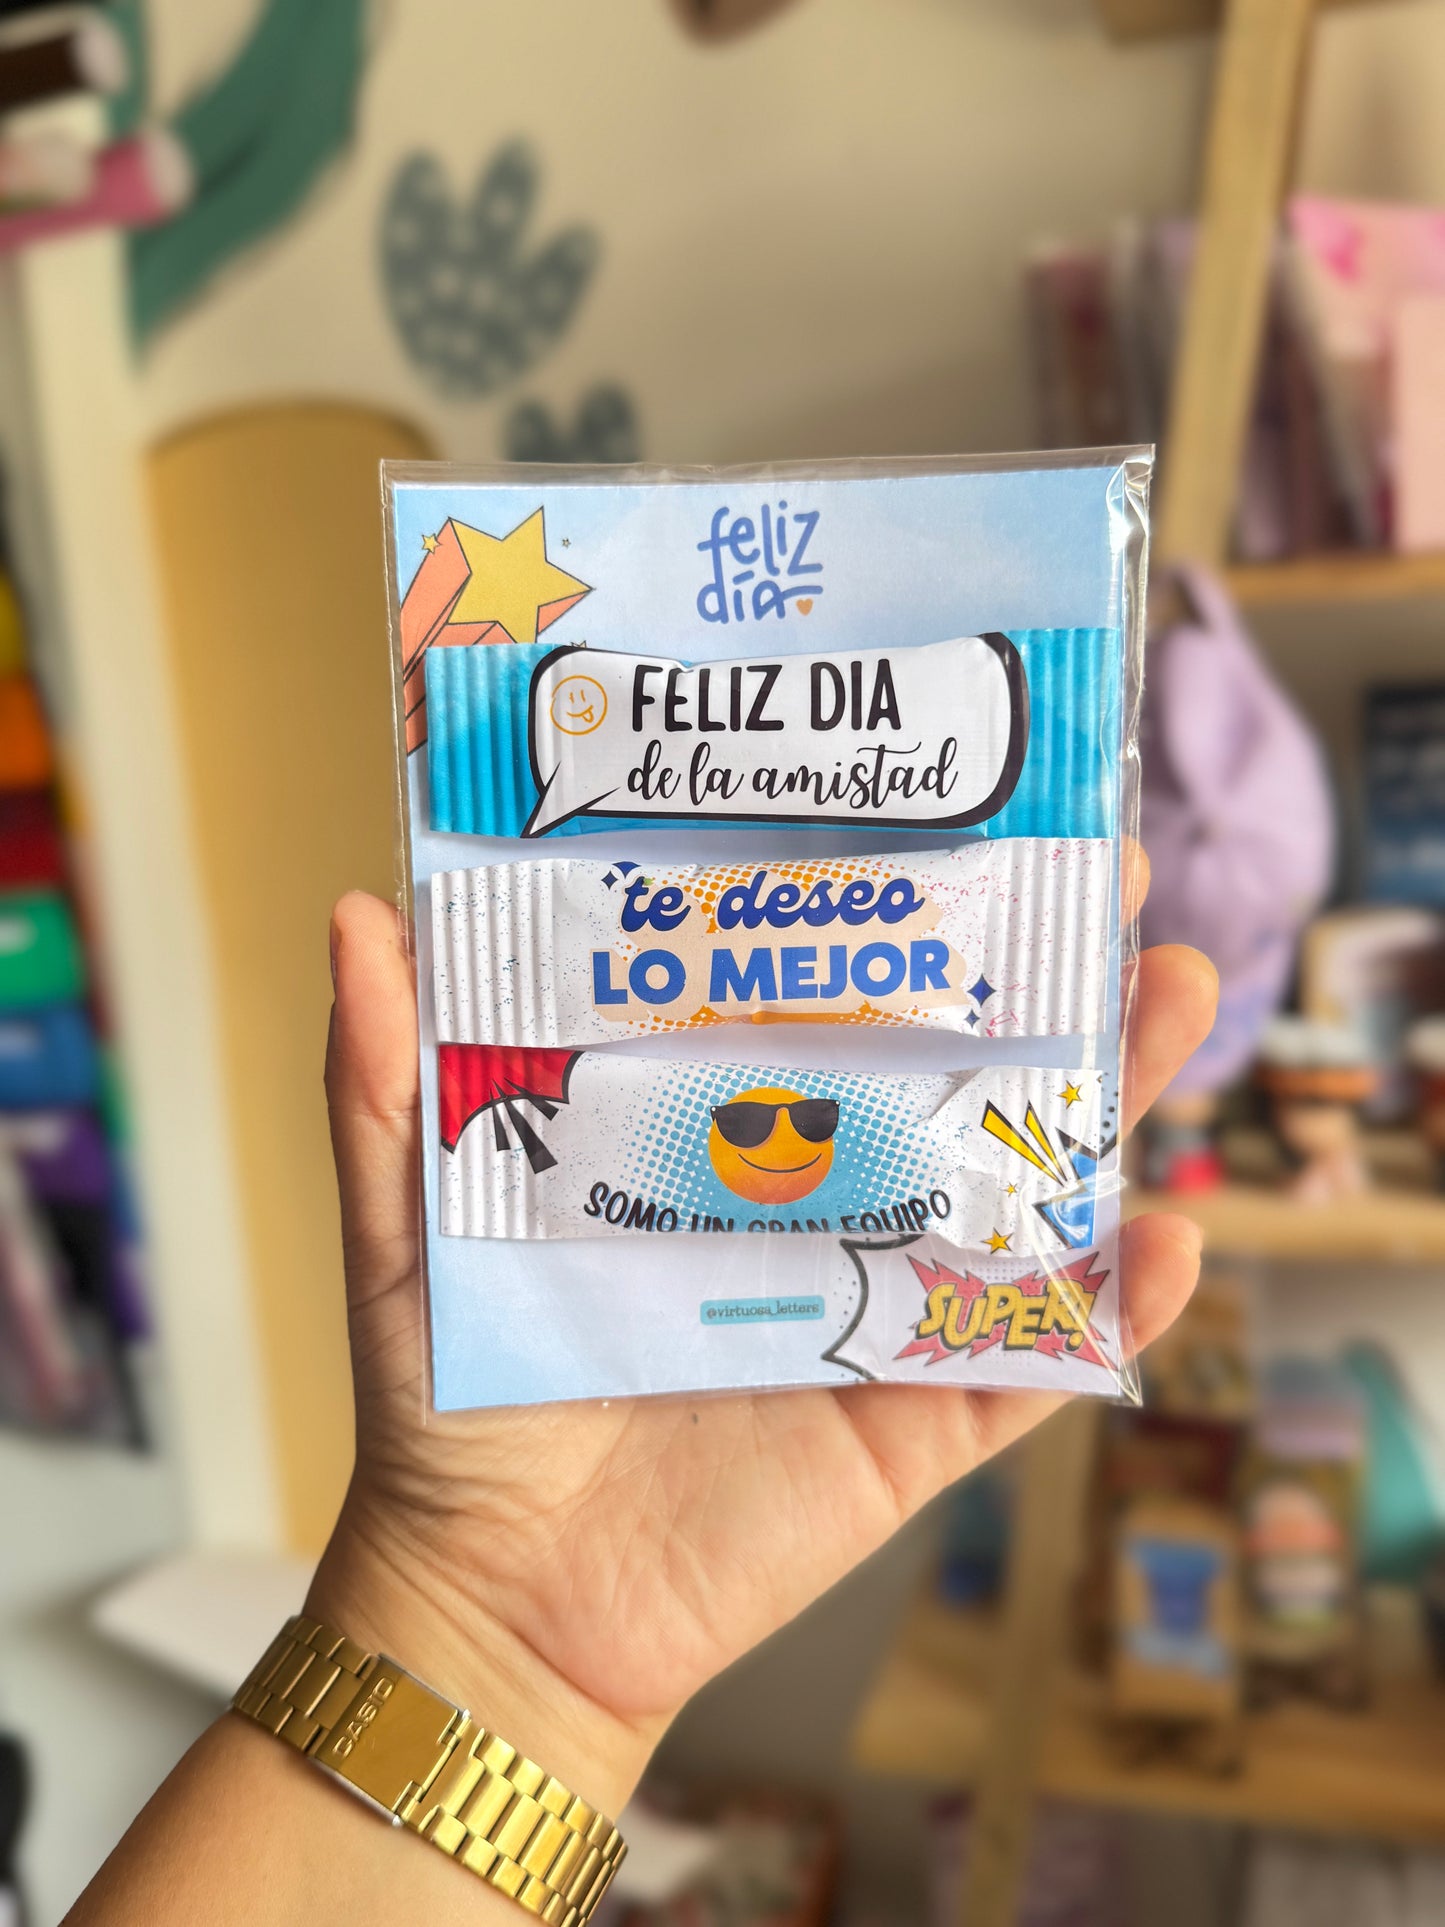 feliz
día
FELIZ DIA
de la amistad
te deseo
LO MEJOR
SOMO UN GRAN EQUIPO
@virtuosa_letters
SUPER!
CASIO